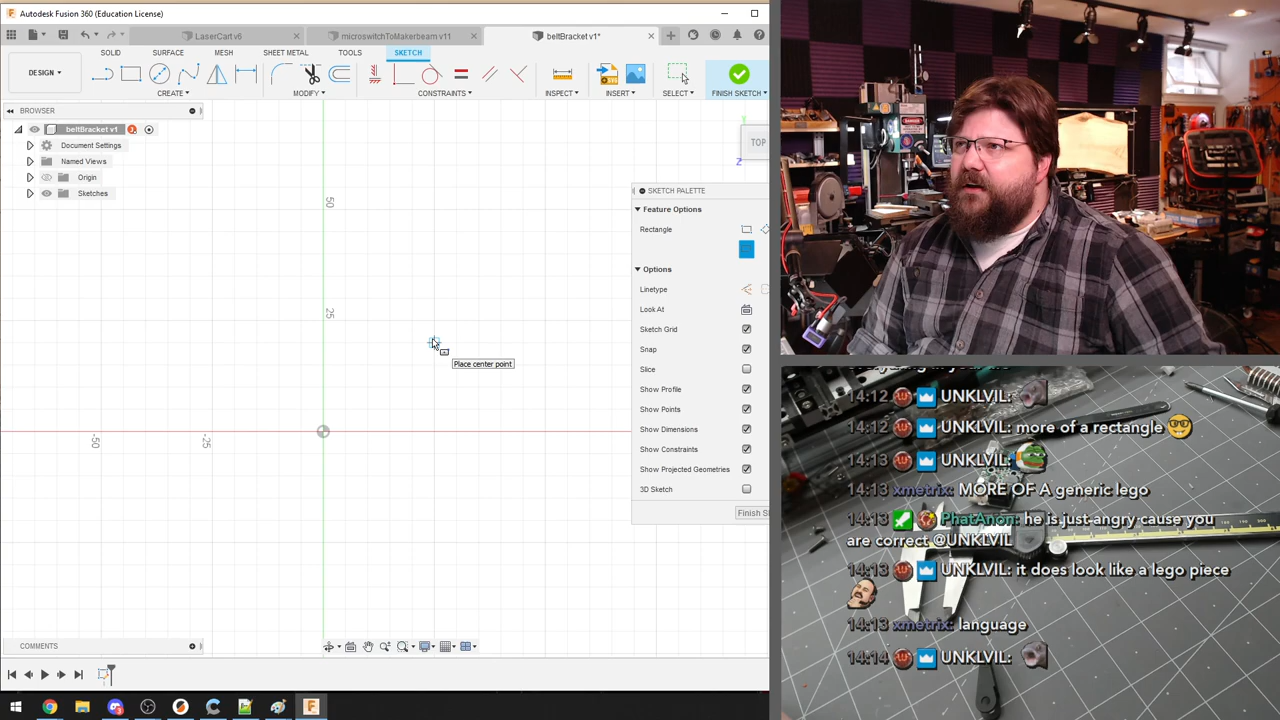 Autodesk Fusion 360 (Education License)
LaserCart v6
microswitchToMakerbeam v11
beltBracket v1*
SOLID
SURFACE
MESH
SHEET METAL
TOOLS
SKETCH
DESIGN
CREATE
MODIFY
CONSTRAINTS
INSPECT
INSERT
SELECT
FINISH SKETCH
BROWSER
beltBracket v1
Document Settings
Named Views
Origin
Sketches
TOP
Z
50
25
-50
-25
Place center point
SKETCH PALETTE
Feature Options
Rectangle
Options
Linetype
Look At
Sketch Grid
Snap
Slice
Show Profile
Show Points
Show Dimensions
Show Constraints
Show Projected Geometries
3D Sketch
Finish S
COMMENTS
14:12 UNKLVIL:
14:12 UNKLVIL: more of a rectangle
14:13 UNKLVIL:
14:13 xmetrix: MORE OF A generic lego
14:13 PhatAnon: he is just angry cause you
are correct @UNKLVIL
14:13 UNKLVIL: it does look like a lego piece
14:13 xmetrix: language
14:14 UNKLVIL: